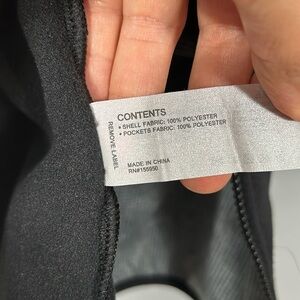 CONTENTS
• SHELL FABRIC: 100% POLYESTER
• POCKETS FABRIC: 100% POLYESTER
MADE IN CHINA
RN#155950
REMOVE LABEL